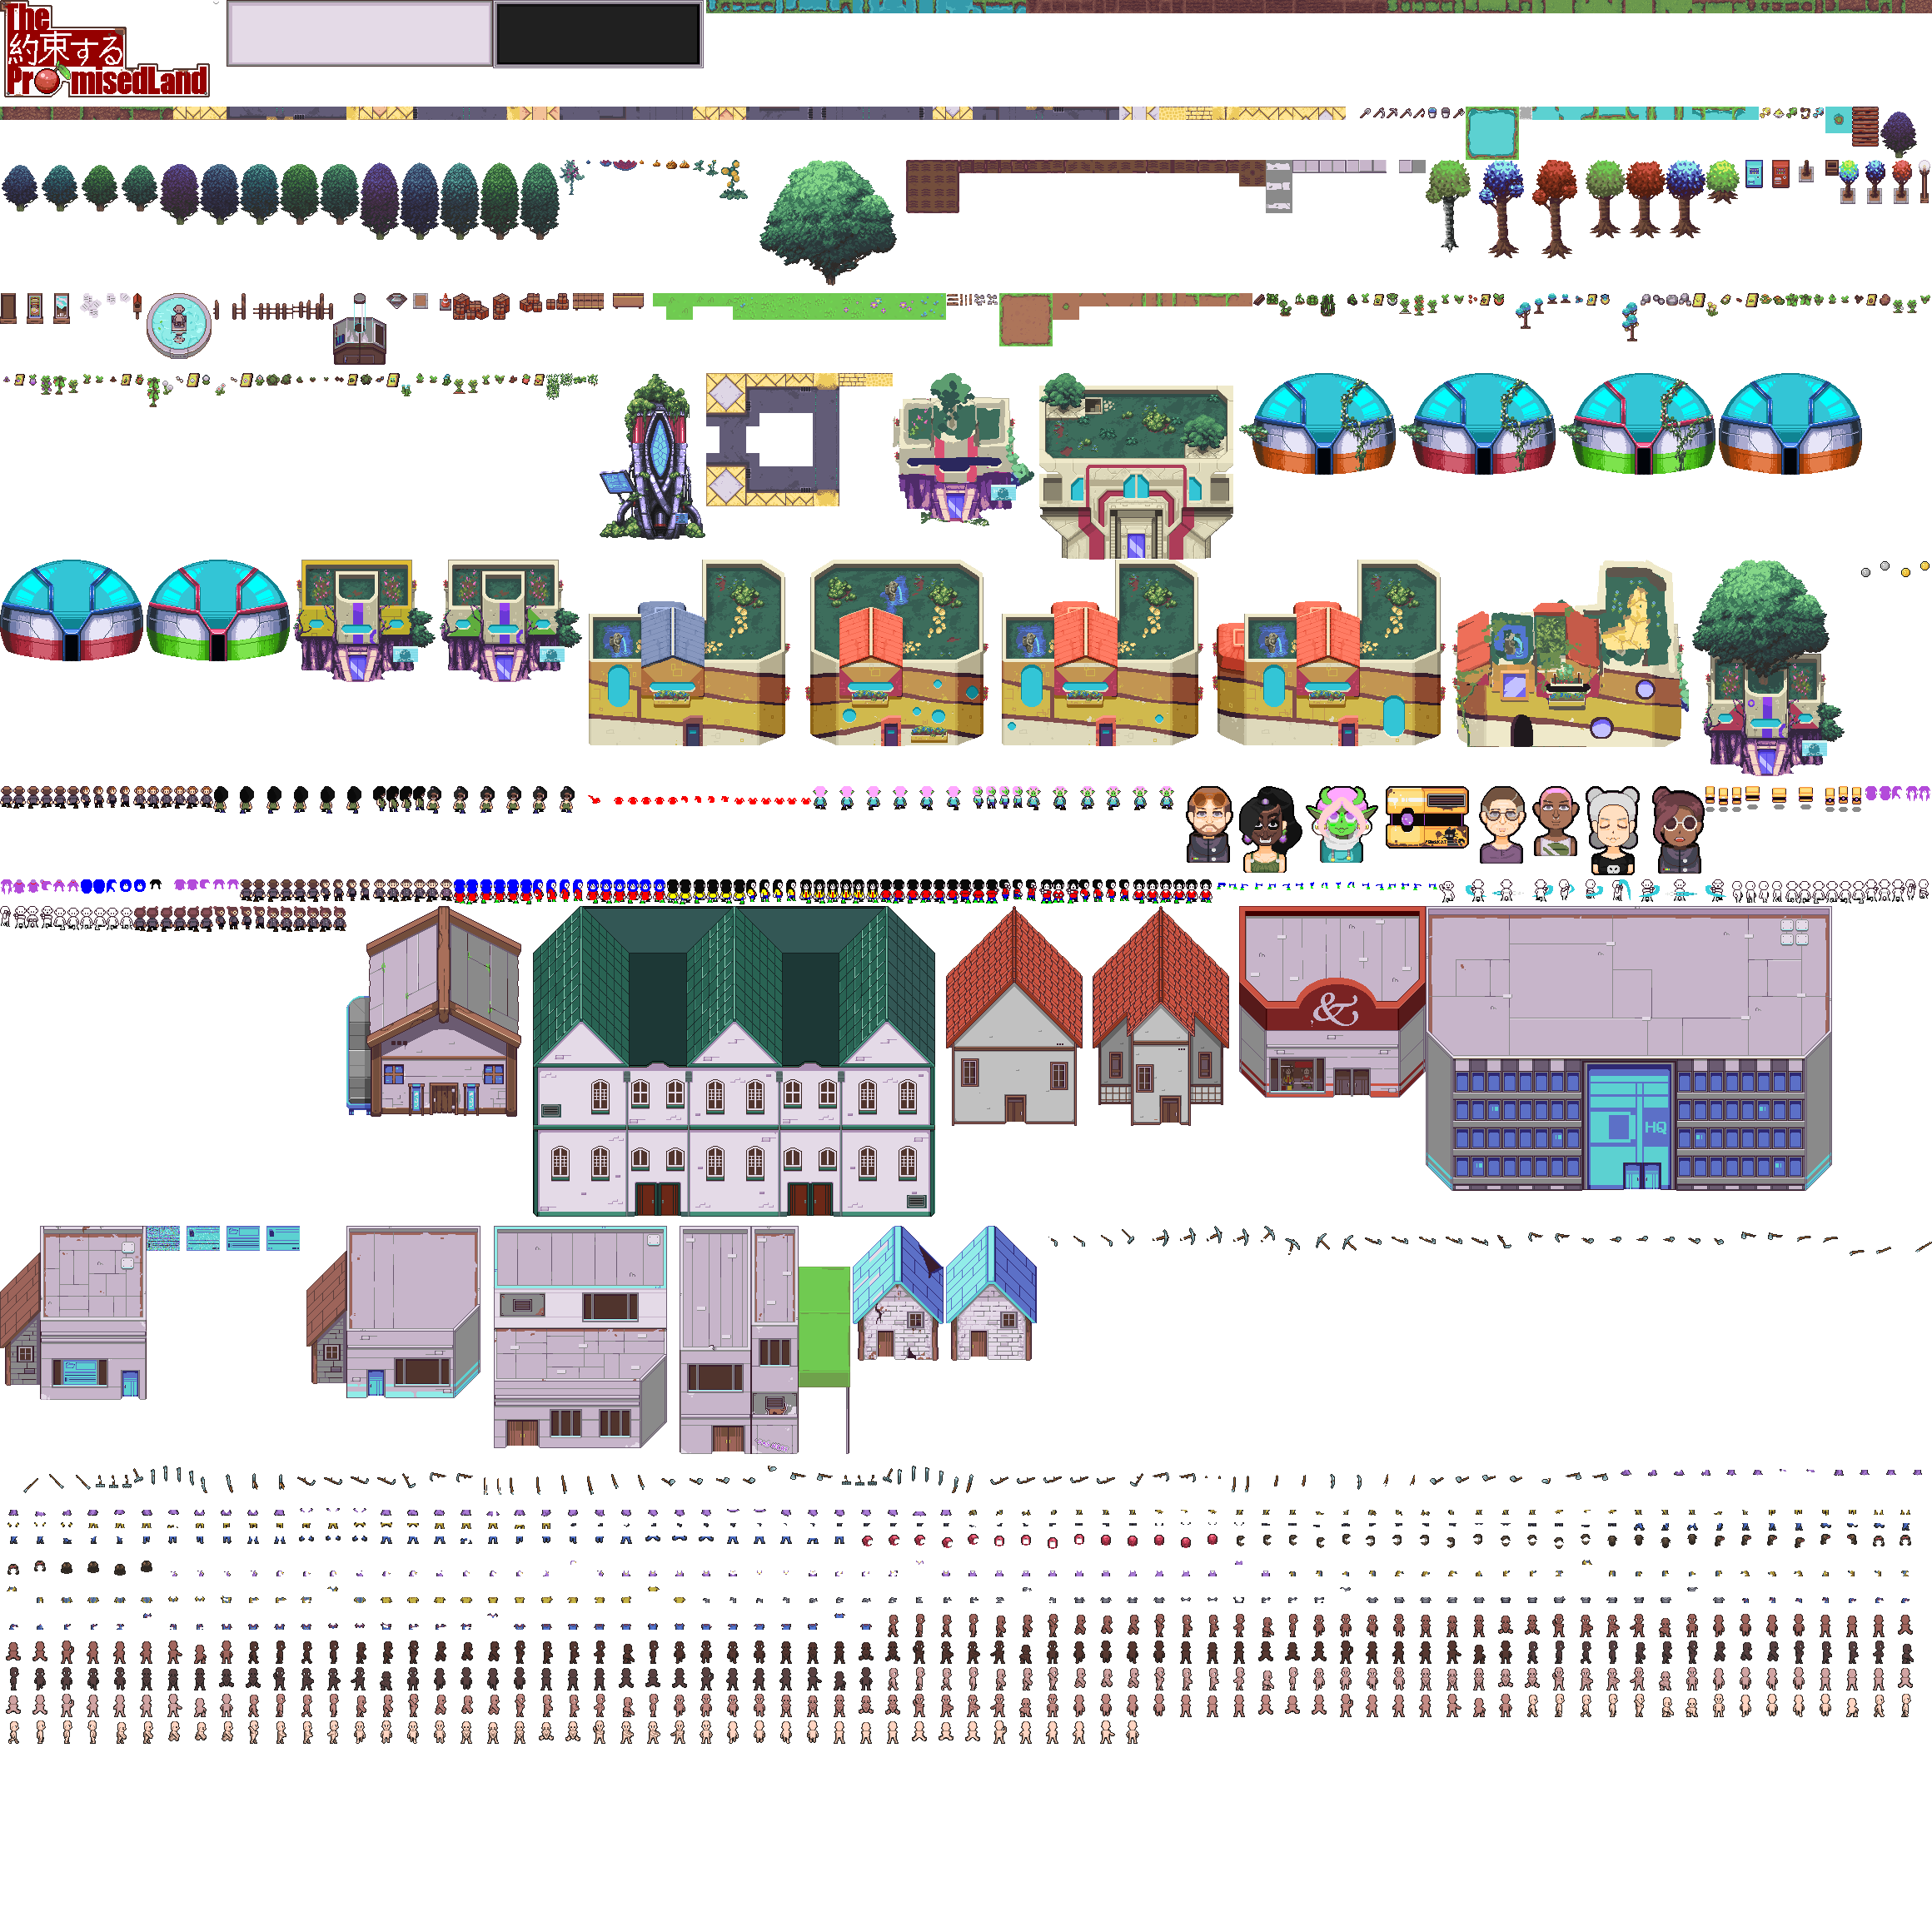 The
約束する
PromisedLand
&
HQ